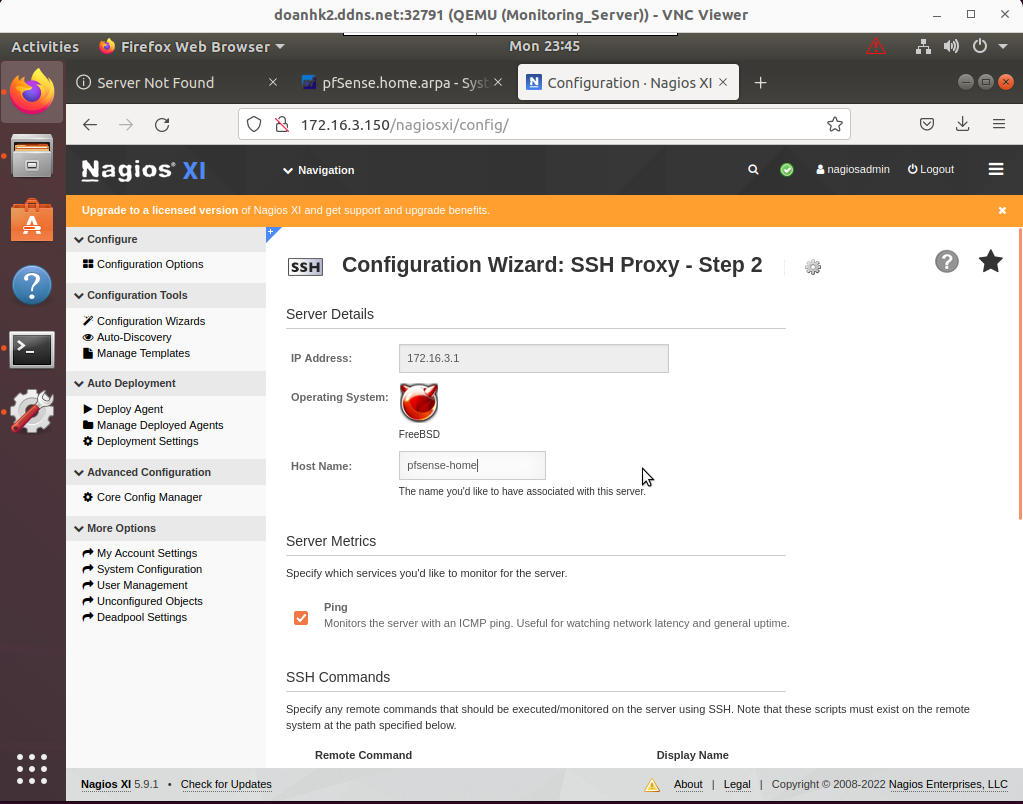 doanhk2.ddns.net:32791 (QEMU (Monitoring_Server)) - VNC Viewer
Activities Firefox Web Browser Mon 23:45
Server Not Found pfSense.home.arpa - Syst Configuration · Nagios XI
172.16.3.150/nagiosxi/config/
Nagios® XI Navigation nagiosadmin Logout
Upgrade to a licensed version of Nagios XI and get support and upgrade benefits.
Configure
Configuration Options
Configuration Tools
Configuration Wizards
Auto-Discovery
Manage Templates
Auto Deployment
Deploy Agent
Manage Deployed Agents
Deployment Settings
Advanced Configuration
Core Config Manager
More Options
My Account Settings
System Configuration
User Management
Unconfigured Objects
Deadpool Settings
SSH Configuration Wizard: SSH Proxy - Step 2
Server Details
IP Address: 172.16.3.1
Operating System:
FreeBSD
Host Name: pfsense-home
The name you'd like to have associated with this server.
Server Metrics
Specify which services you'd like to monitor for the server.
Ping
Monitors the server with an ICMP ping. Useful for watching network latency and general uptime.
SSH Commands
Specify any remote commands that should be executed/monitored on the server using SSH. Note that these scripts must exist on the remote
system at the path specified below.
Remote Command Display Name
Nagios XI 5.9.1 • Check for Updates About | Legal | Copyright © 2008-2022 Nagios Enterprises, LLC